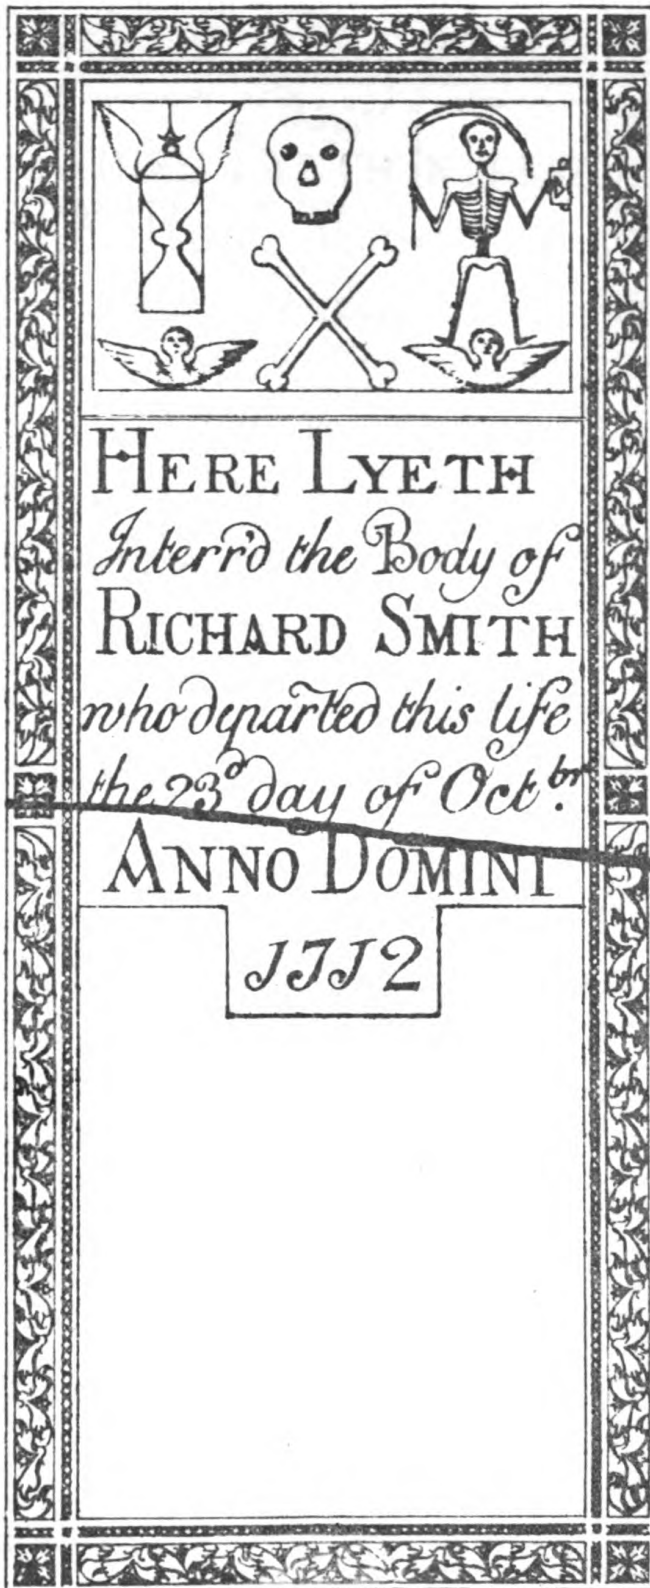 HERE LYETH
Interr'd the Body of
RICHARD SMITH
who departed this life
the 23d day of Octbr.
ANNO DOMINI
1712